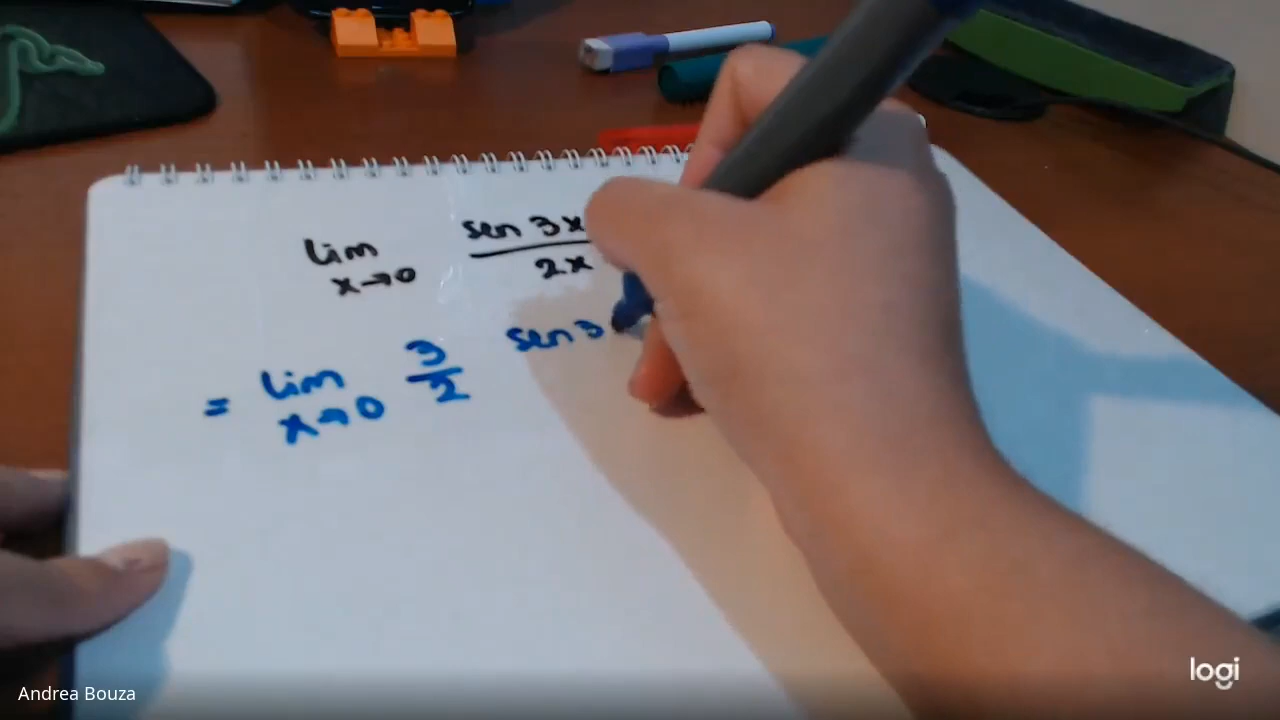 lim sen 3x
x→0 2x
= lim 3/2 sen 3
x→0
logi
Andrea Bouza